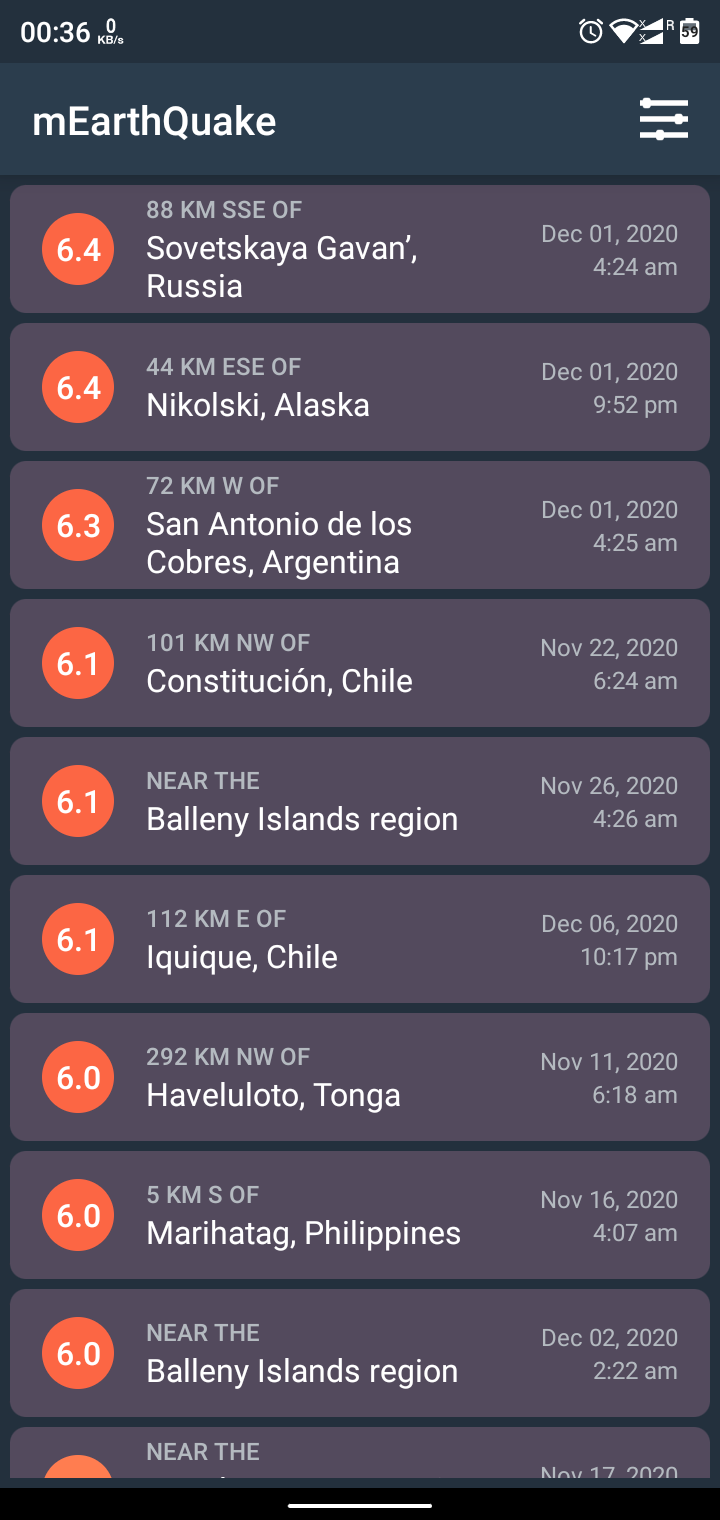 00:36 0 KB/s R 59
mEarthQuake
6.4
88 KM SSE OF
Sovetskaya Gavan’,
Russia
Dec 01, 2020
4:24 am
6.4
44 KM ESE OF
Nikolski, Alaska
Dec 01, 2020
9:52 pm
6.3
72 KM W OF
San Antonio de los
Cobres, Argentina
Dec 01, 2020
4:25 am
6.1
101 KM NW OF
Constitución, Chile
Nov 22, 2020
6:24 am
6.1
NEAR THE
Balleny Islands region
Nov 26, 2020
4:26 am
6.1
112 KM E OF
Iquique, Chile
Dec 06, 2020
10:17 pm
6.0
292 KM NW OF
Haveluloto, Tonga
Nov 11, 2020
6:18 am
6.0
5 KM S OF
Marihatag, Philippines
Nov 16, 2020
4:07 am
6.0
NEAR THE
Balleny Islands region
Dec 02, 2020
2:22 am
NEAR THE
Nov 17, 2020